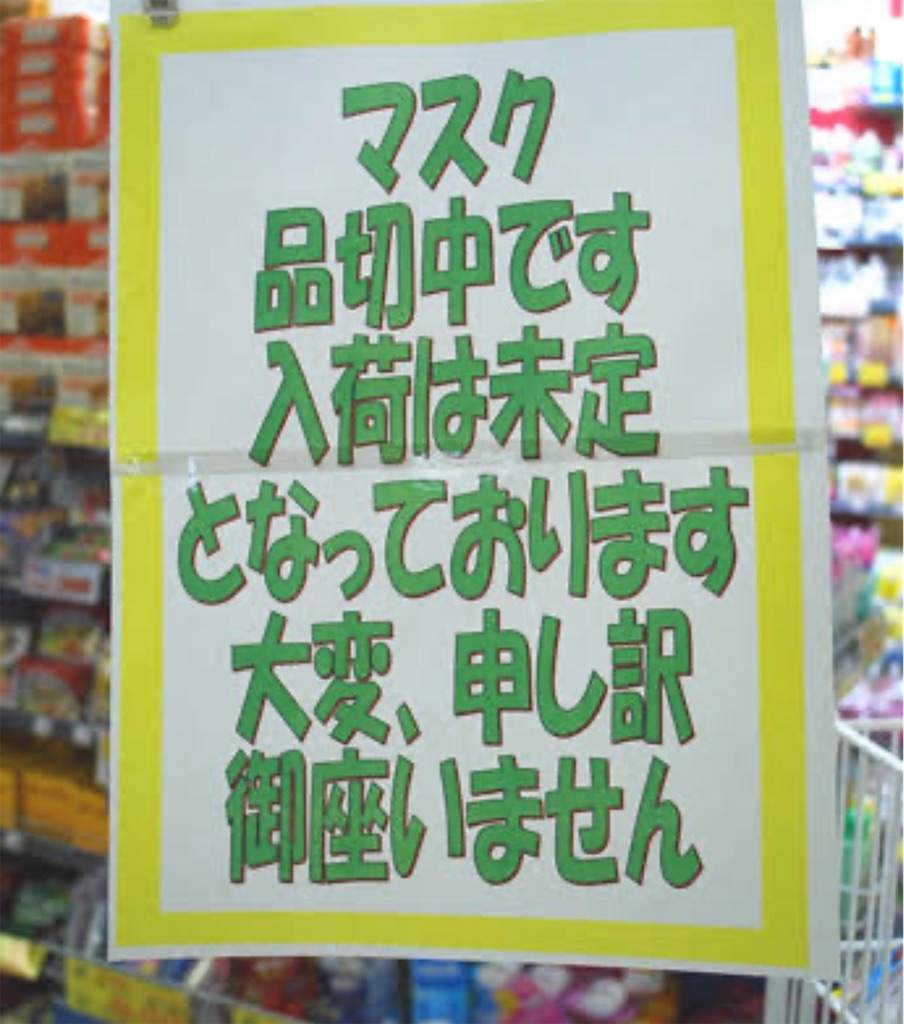 マスク
品切中です
入荷は未定
となっております
大変、申し訳
御座いません